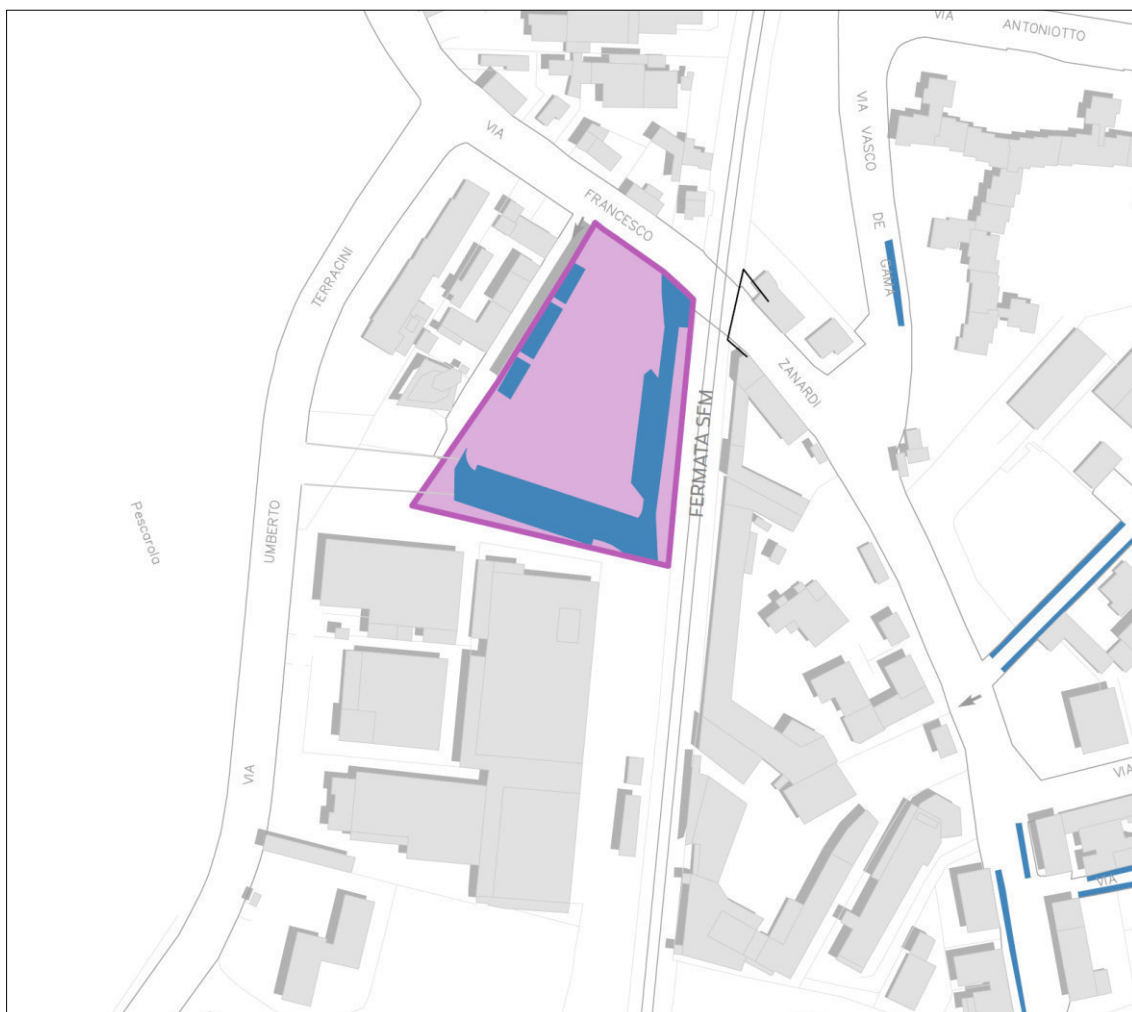 VIA
ANTONIOTTO
VIA VASCO DE GAMA
VIA FRANCESCO ZANARDI
VIA UMBERTO TERRACINI
FERMATA SFM
Pescarola
VIA
VIA